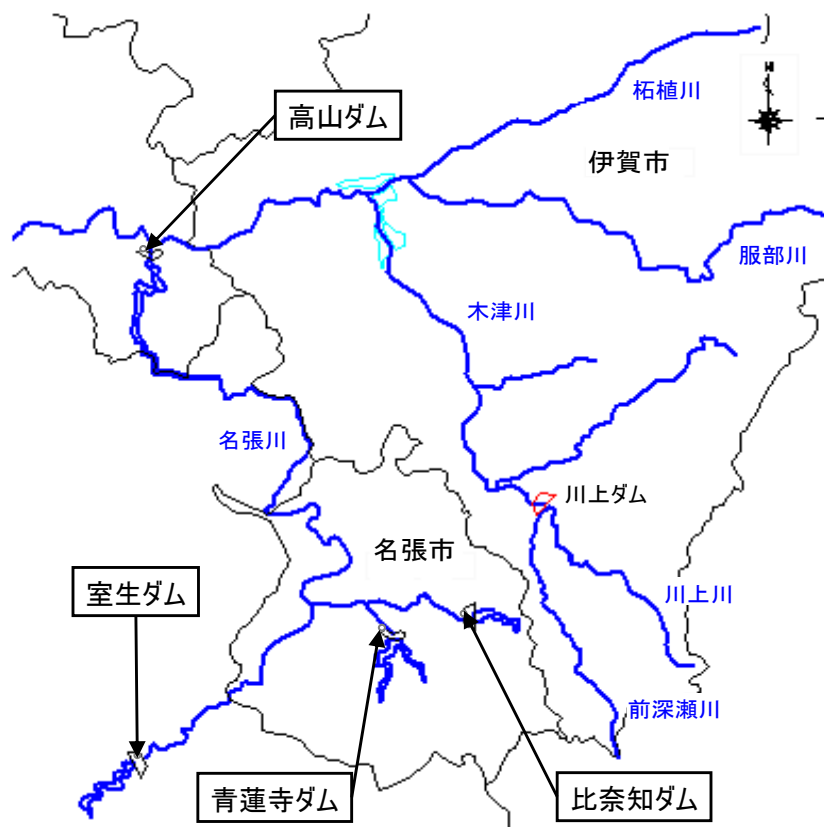 柘植川
高山ダム
伊賀市
服部川
木津川
名張川
川上ダム
名張市
室生ダム
川上川
前深瀬川
青蓮寺ダム
比奈知ダム